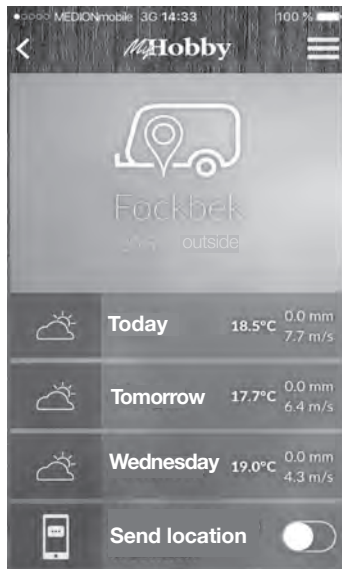 MEDIONmobile 3G 14:33 100 %
MyHobby
Fockbek
outside
Today 18.5°C 0.0 mm
7.7 m/s
Tomorrow 17.7°C 0.0 mm
6.4 m/s
Wednesday 19.0°C 0.0 mm
4.3 m/s
Send location